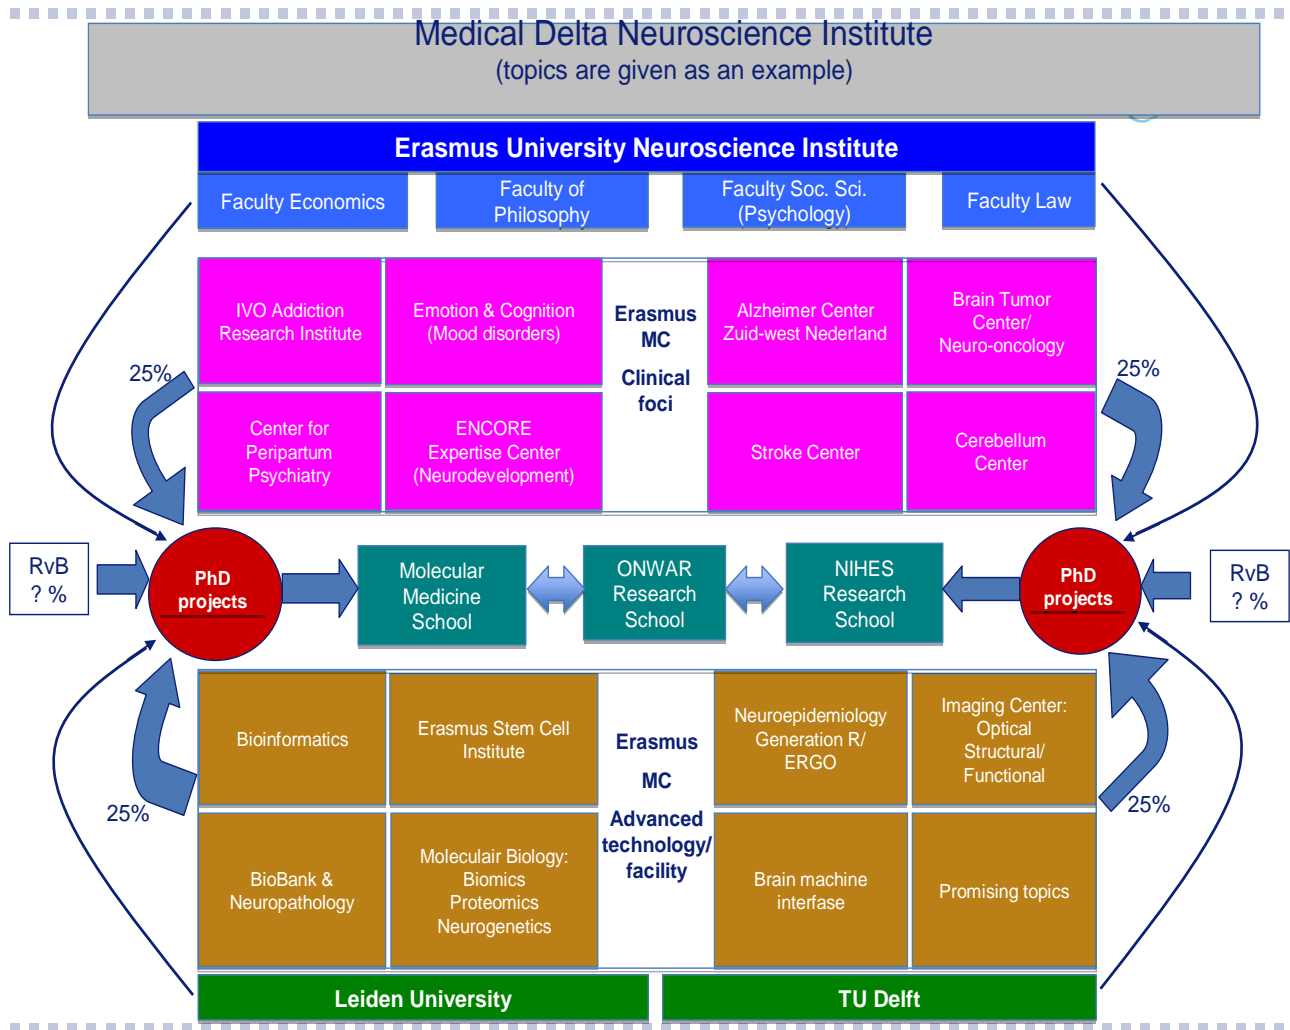 Medical Delta Neuroscience Institute
(topics are given as an example)
Erasmus University Neuroscience Institute
Faculty Economics
Faculty of
Philosophy
Faculty Soc. Sci.
(Psychology)
Faculty Law
IVO Addiction
Research Institute
Emotion & Cognition
(Mood disorders)
Erasmus
MC
Clinical
foci
Alzheimer Center
Zuid-west Nederland
Brain Tumor
Center/
Neuro-oncology
25%
25%
Center for
Peripartum
Psychiatry
ENCORE
Expertise Center
(Neurodevelopment)
Stroke Center
Cerebellum
Center
RvB
? %
PhD
projects
Molecular
Medicine
School
ONWAR
Research
School
NIHES
Research
School
PhD
projects
RvB
? %
Bioinformatics
Erasmus Stem Cell
Institute
Erasmus
MC
Advanced
technology/
facility
Neuroepidemiology
Generation R/
ERGO
Imaging Center:
Optical
Structural/
Functional
25%
25%
BioBank &
Neuropathology
Moleculair Biology:
Biomics
Proteomics
Neurogenetics
Brain machine
interfase
Promising topics
Leiden University
TU Delft